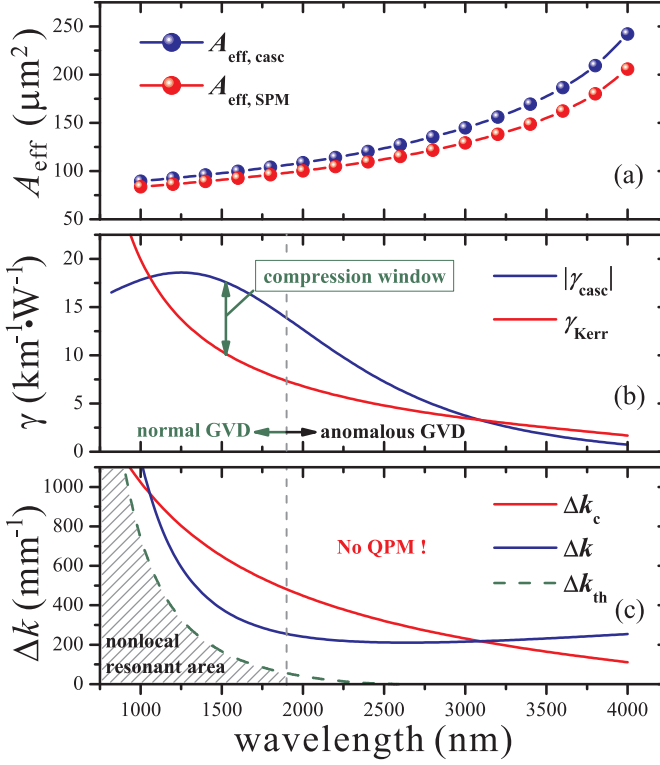 250
200
150
100
50
A_eff (μm²)
A_eff, casc
A_eff, SPM
(a)
20
15
10
5
0
γ (km⁻¹•W⁻¹)
compression window
|γ_casc|
γ_Kerr
(b)
normal GVD
anomalous GVD
1000
800
600
400
200
0
Δk (mm⁻¹)
Δk_c
Δk
Δk_th
No QPM !
(c)
nonlocal
resonant area
1000 1500 2000 2500 3000 3500 4000
wavelength (nm)